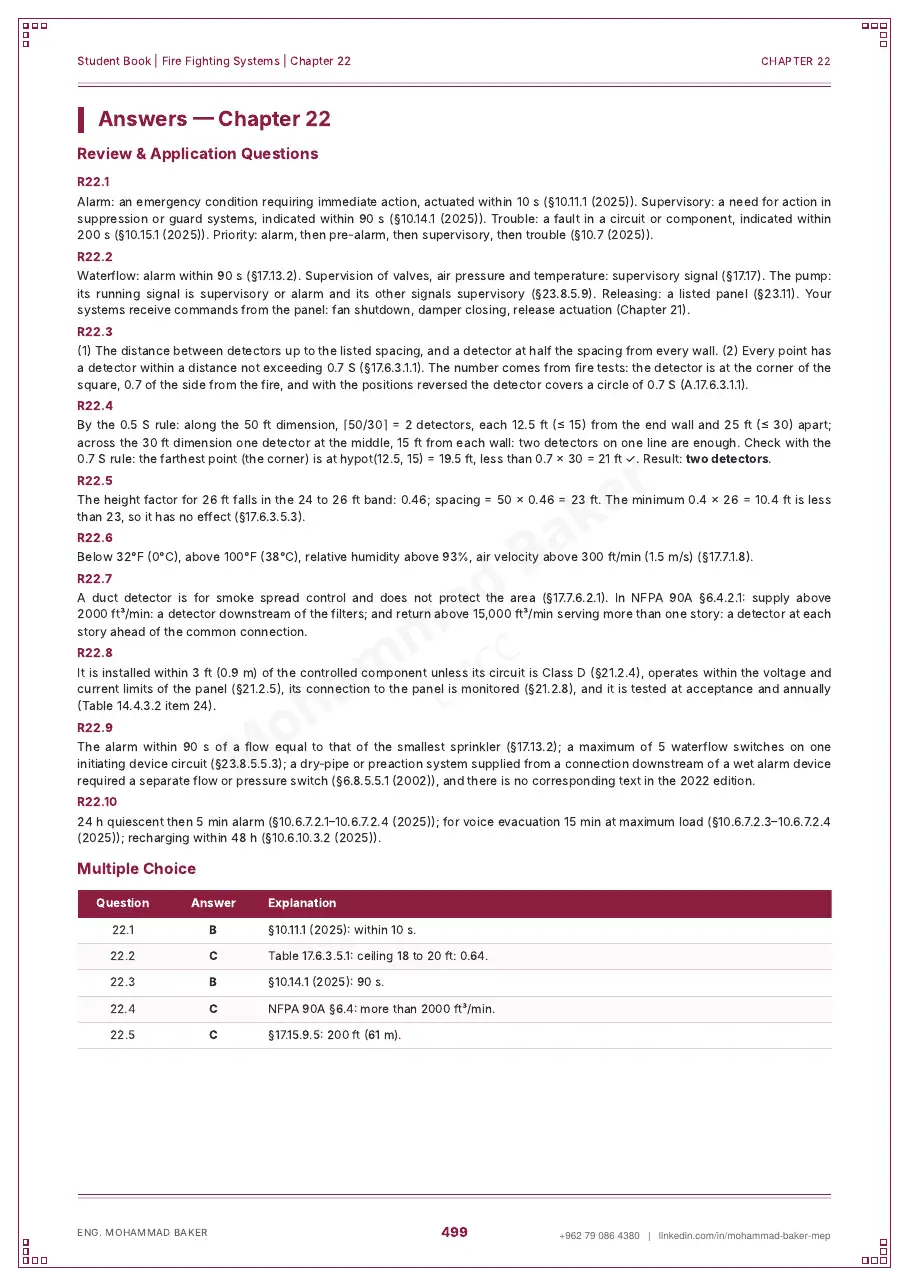 Student Book | Fire Fighting Systems | Chapter 22
CHAPTER 22
Answers — Chapter 22
Review & Application Questions
R22.1
Alarm: an emergency condition requiring immediate action, actuated within 10 s (§10.11.1 (2025)). Supervisory: a need for action in
suppression or guard systems, indicated within 90 s (§10.14.1 (2025)). Trouble: a fault in a circuit or component, indicated within
200 s (§10.15.1 (2025)). Priority: alarm, then pre-alarm, then supervisory, then trouble (§10.7 (2025)).
R22.2
Waterflow: alarm within 90 s (§17.13.2). Supervision of valves, air pressure and temperature: supervisory signal (§17.17). The pump:
its running signal is supervisory or alarm and its other signals supervisory (§23.8.5.9). Releasing: a listed panel (§23.11). Your
systems receive commands from the panel: fan shutdown, damper closing, release actuation (Chapter 21).
R22.3
(1) The distance between detectors up to the listed spacing, and a detector at half the spacing from every wall. (2) Every point has
a detector within a distance not exceeding 0.7 S (§17.6.3.1.1). The number comes from fire tests: the detector is at the corner of the
square, 0.7 of the side from the fire, and with the positions reversed the detector covers a circle of 0.7 S (A.17.6.3.1.1).
R22.4
By the 0.5 S rule: along the 50 ft dimension, ⌈50/30⌉ = 2 detectors, each 12.5 ft (≤ 15) from the end wall and 25 ft (≤ 30) apart;
across the 30 ft dimension one detector at the middle, 15 ft from each wall: two detectors on one line are enough. Check with the
0.7 S rule: the farthest point (the corner) is at hypot(12.5, 15) = 19.5 ft, less than 0.7 × 30 = 21 ft ✓. Result: two detectors.
R22.5
The height factor for 26 ft falls in the 24 to 26 ft band: 0.46; spacing = 50 × 0.46 = 23 ft. The minimum 0.4 × 26 = 10.4 ft is less
than 23, so it has no effect (§17.6.3.5.3).
R22.6
Below 32°F (0°C), above 100°F (38°C), relative humidity above 93%, air velocity above 300 ft/min (1.5 m/s) (§17.7.1.8).
R22.7
A duct detector is for smoke spread control and does not protect the area (§17.7.6.2.1). In NFPA 90A §6.4.2.1: supply above
2000 ft³/min: a detector downstream of the filters; and return above 15,000 ft³/min serving more than one story: a detector at each
story ahead of the common connection.
R22.8
It is installed within 3 ft (0.9 m) of the controlled component unless its circuit is Class D (§21.2.4), operates within the voltage and
current limits of the panel (§21.2.5), its connection to the panel is monitored (§21.2.8), and it is tested at acceptance and annually
(Table 14.4.3.2 item 24).
R22.9
The alarm within 90 s of a flow equal to that of the smallest sprinkler (§17.13.2); a maximum of 5 waterflow switches on one
initiating device circuit (§23.8.5.5.3); a dry-pipe or preaction system supplied from a connection downstream of a wet alarm device
required a separate flow or pressure switch (§6.8.5.5.1 (2002)), and there is no corresponding text in the 2022 edition.
R22.10
24 h quiescent then 5 min alarm (§10.6.7.2.1–10.6.7.2.4 (2025)); for voice evacuation 15 min at maximum load (§10.6.7.2.3–10.6.7.2.4
(2025)); recharging within 48 h (§10.6.10.3.2 (2025)).
Multiple Choice
Question Answer Explanation
22.1 B §10.11.1 (2025): within 10 s.
22.2 C Table 17.6.3.5.1: ceiling 18 to 20 ft: 0.64.
22.3 B §10.14.1 (2025): 90 s.
22.4 C NFPA 90A §6.4: more than 2000 ft³/min.
22.5 C §17.15.9.5: 200 ft (61 m).
Mohammad Baker
ENG. MOHAMMAD BAKER
499
+962 79 086 4380 | linkedin.com/in/mohammad-baker-mep